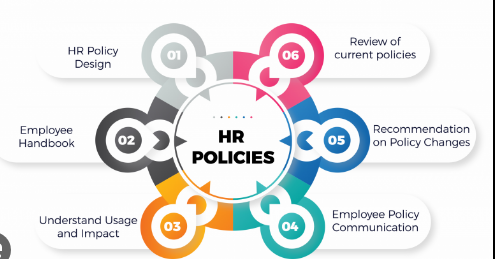 HR
POLICIES
01
HR Policy
Design
02
Employee
Handbook
03
Understand Usage
and Impact
04
Employee Policy
Communication
05
Recommendation
on Policy Changes
06
Review of
current policies